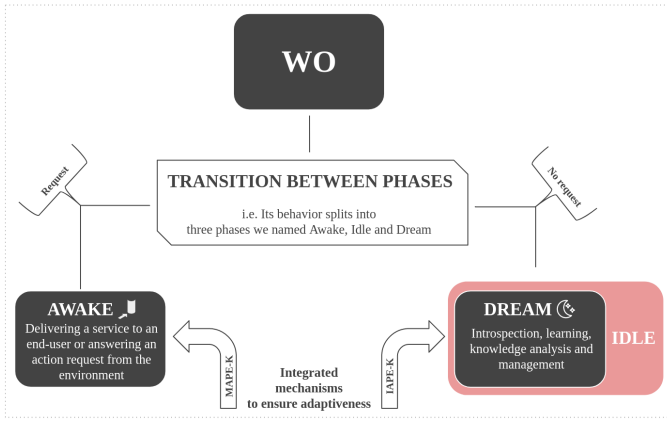 WO
TRANSITION BETWEEN PHASES
i.e. Its behavior splits into
three phases we named Awake, Idle and Dream
Request
No request
AWAKE
Delivering a service to an
end-user or answering an
action request from the
environment
DREAM
Introspection, learning,
knowledge analysis and
management
IDLE
MAPE-K
Integrated
mechanisms
to ensure adaptiveness
IAPE-K